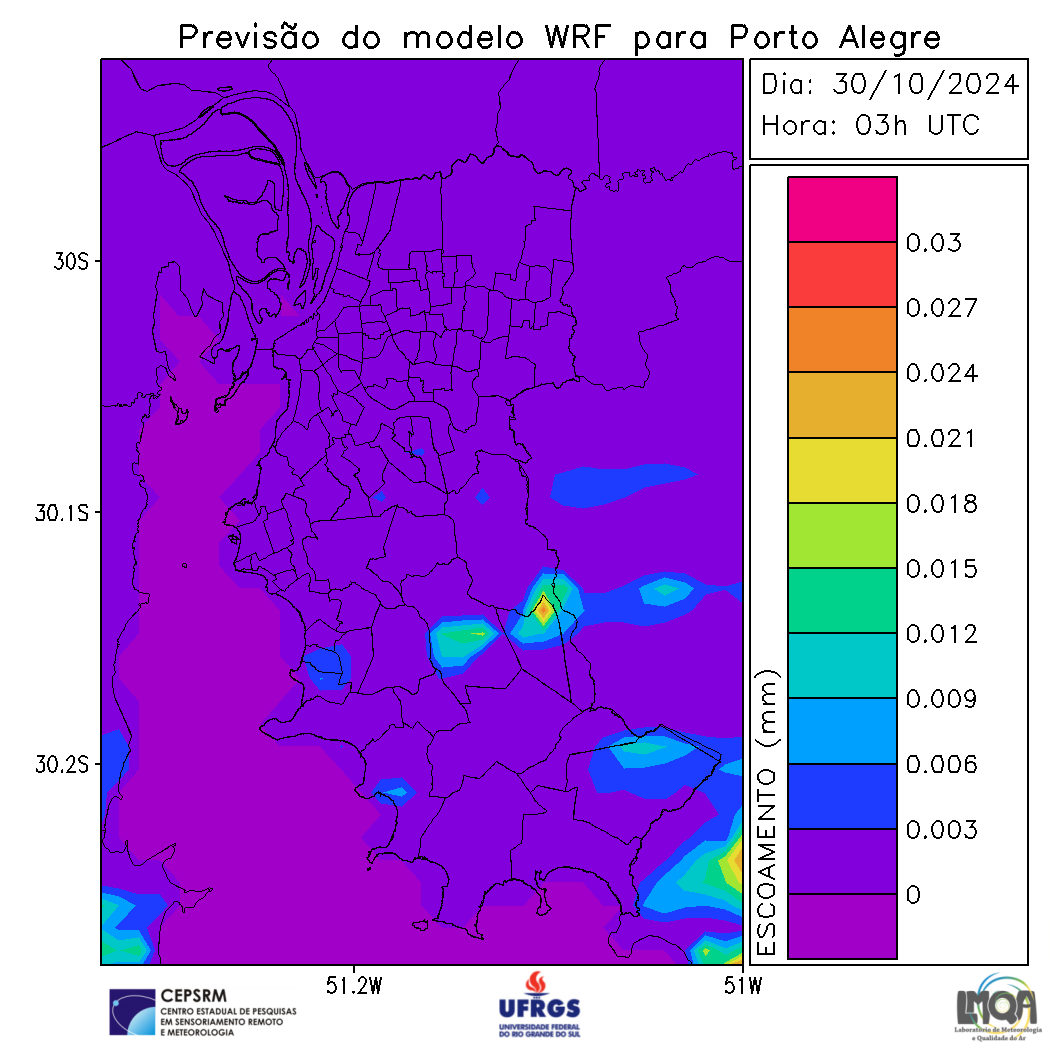 Previsão do modelo WRF para Porto Alegre
Dia: 30/10/2024
Hora: 03h UTC
30S
30.1S
30.2S
51.2W
51W
ESCOAMENTO (mm)
0.03
0.027
0.024
0.021
0.018
0.015
0.012
0.009
0.006
0.003
0
CEPSRM
CENTRO ESTADUAL DE PESQUISAS
EM SENSORIAMENTO REMOTO
E METEOROLOGIA
UFRGS
UNIVERSIDADE FEDERAL
DO RIO GRANDE DO SUL
LMQA
Laboratório de Meteorologia
e Qualidade do Ar